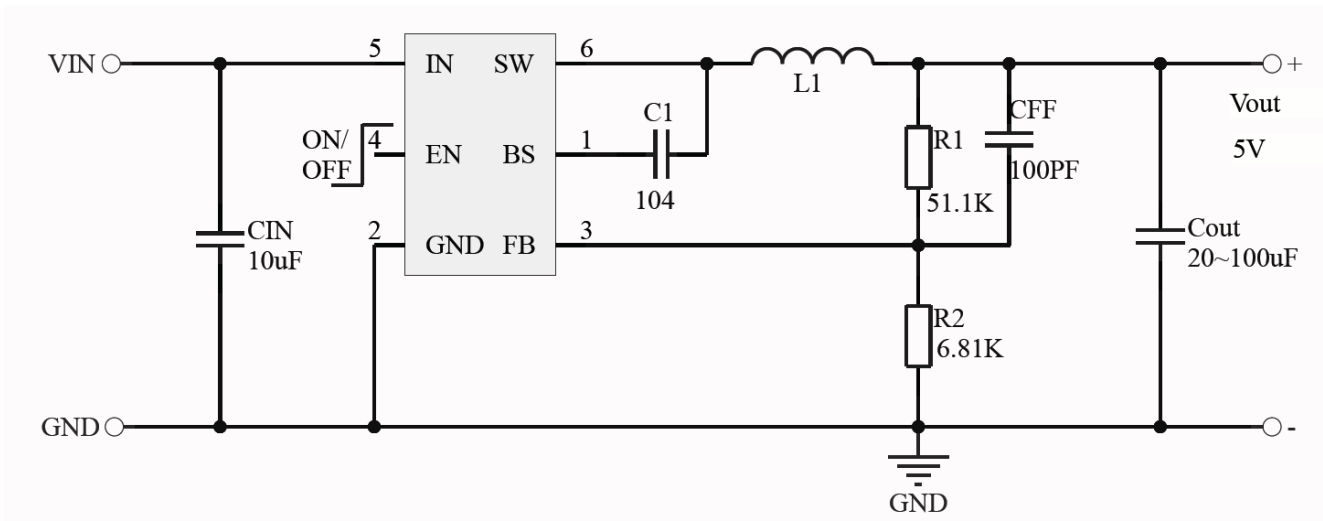 VIN
5
IN
SW
6
L1
+
Vout
5V
ON/
OFF
4
EN
BS
1
C1
104
R1
51.1K
CFF
100PF
CIN
10uF
2
GND
FB
3
Cout
20~100uF
R2
6.81K
GND
-
GND